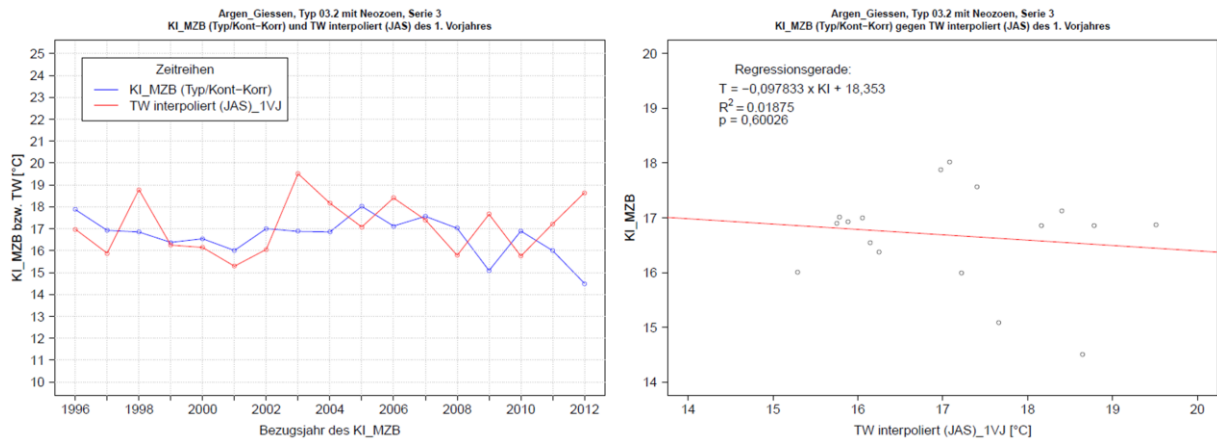 Argen_Giessen, Typ 03.2 mit Neozoen, Serie 3
KI_MZB (Typ/Kont-Korr) und TW interpoliert (JAS) des 1. Vorjahres
25
24
23
22
21
20
19
18
17
16
15
14
13
12
11
10
KI_MZB bzw. TW [°C]
Zeitreihen
KI_MZB (Typ/Kont-Korr)
TW interpoliert (JAS)_1VJ
1996
1998
2000
2002
2004
2006
2008
2010
2012
Bezugsjahr des KI_MZB
Argen_Giessen, Typ 03.2 mit Neozoen, Serie 3
KI_MZB (Typ/Kont-Korr) gegen TW interpoliert (JAS) des 1. Vorjahres
20
19
18
17
16
15
14
KI_MZB
Regressionsgerade:
T = -0,097833 x KI + 18,353
R² = 0.01875
p = 0,60026
14
15
16
17
18
19
20
TW interpoliert (JAS)_1VJ [°C]